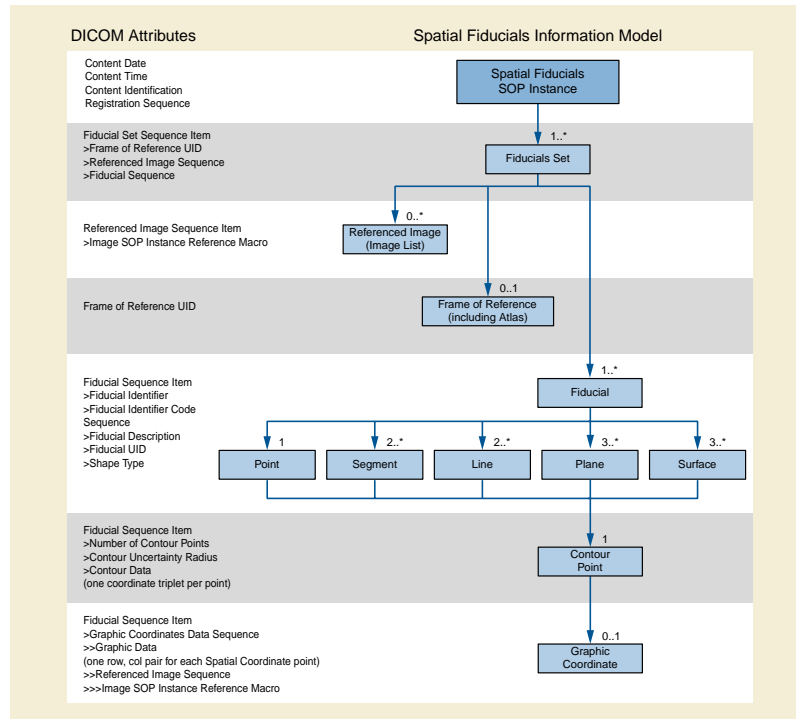 DICOM Attributes
Spatial Fiducials Information Model
Content Date
Content Time
Content Identification
Registration Sequence
Spatial Fiducials
SOP Instance
Fiducial Set Sequence Item
>Frame of Reference UID
>Referenced Image Sequence
>Fiducial Sequence
1..*
Fiducials Set
Referenced Image Sequence Item
>Image SOP Instance Reference Macro
0..*
Referenced Image
(Image List)
Frame of Reference UID
0..1
Frame of Reference
(including Atlas)
Fiducial Sequence Item
>Fiducial Identifier
>Fiducial Identifier Code
Sequence
>Fiducial Description
>Fiducial UID
>Shape Type
1..*
Fiducial
1
2..*
2..*
3..*
3..*
Point
Segment
Line
Plane
Surface
Fiducial Sequence Item
>Number of Contour Points
>Contour Uncertainty Radius
>Contour Data
(one coordinate triplet per point)
1
Contour
Point
Fiducial Sequence Item
>Graphic Coordinates Data Sequence
>>Graphic Data
(one row, col pair for each Spatial Coordinate point)
>>Referenced Image Sequence
>>>Image SOP Instance Reference Macro
0..1
Graphic
Coordinate